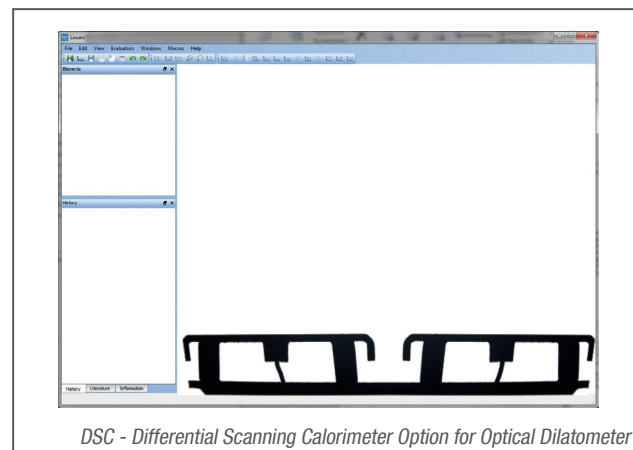 Linseis
File Edit View Evaluation Windows Macros Help
Elements
History
History Literature Information
DSC - Differential Scanning Calorimeter Option for Optical Dilatometer